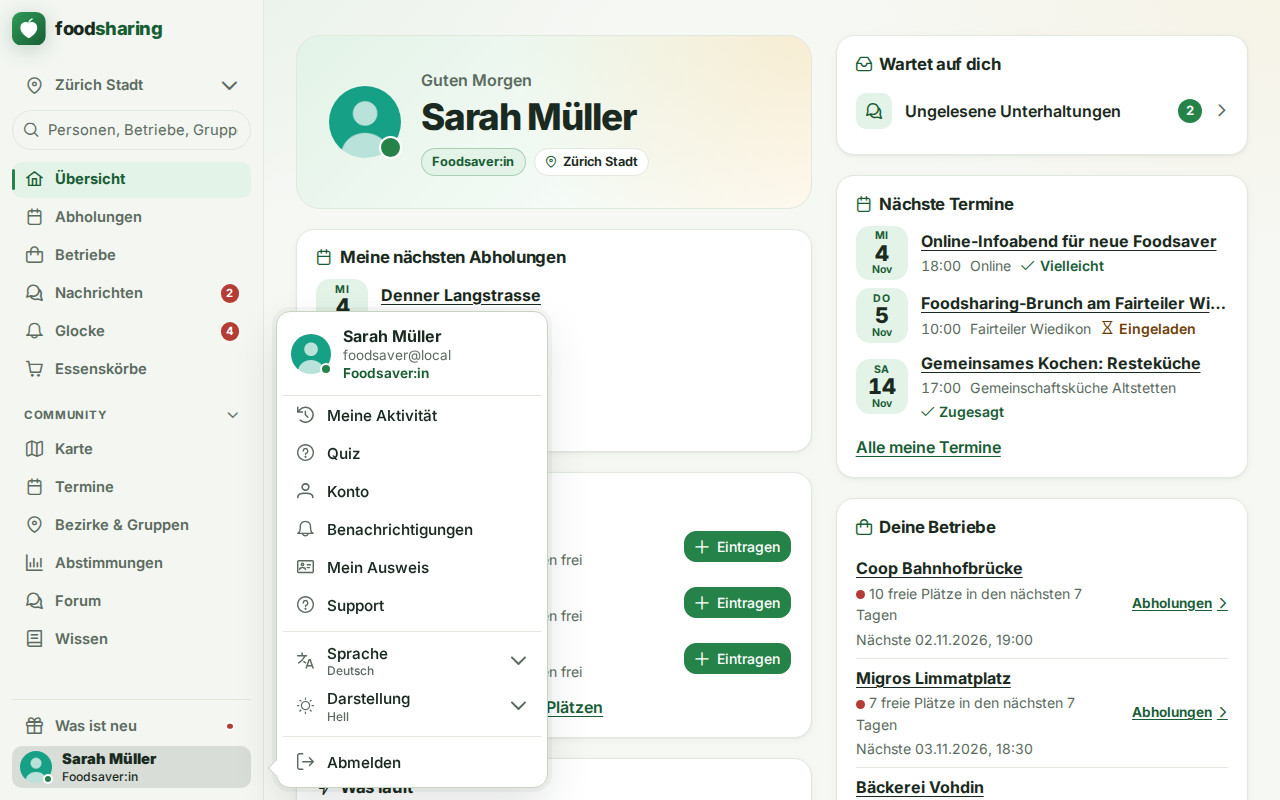 foodsharing
Zürich Stadt
Personen, Betriebe, Grupp
Übersicht
Abholungen
Betriebe
Nachrichten 2
Glocke 4
Essenskörbe
COMMUNITY
Karte
Termine
Bezirke & Gruppen
Abstimmungen
Forum
Wissen
Was ist neu
Sarah Müller
Foodsaver:in
Guten Morgen
Sarah Müller
Foodsaver:in
Zürich Stadt
Meine nächsten Abholungen
MI
4
Denner Langstrasse
Sarah Müller
foodsaver@local
Foodsaver:in
Meine Aktivität
Quiz
Konto
Benachrichtigungen
Mein Ausweis
Support
Sprache
Deutsch
Darstellung
Hell
Abmelden
en frei
Eintragen
en frei
Eintragen
en frei
Eintragen
Plätzen
Was läuft
Wartet auf dich
Ungelesene Unterhaltungen 2
Nächste Termine
MI
4
Nov
Online-Infoabend für neue Foodsaver
18:00 Online Vielleicht
DO
5
Nov
Foodsharing-Brunch am Fairteiler Wi...
10:00 Fairteiler Wiedikon Eingeladen
SA
14
Nov
Gemeinsames Kochen: Resteküche
17:00 Gemeinschaftsküche Altstetten
Zugesagt
Alle meine Termine
Deine Betriebe
Coop Bahnhofbrücke
10 freie Plätze in den nächsten 7
Tagen
Nächste 02.11.2026, 19:00
Abholungen
Migros Limmatplatz
7 freie Plätze in den nächsten 7
Tagen
Nächste 03.11.2026, 18:30
Abholungen
Bäckerei Vohdin